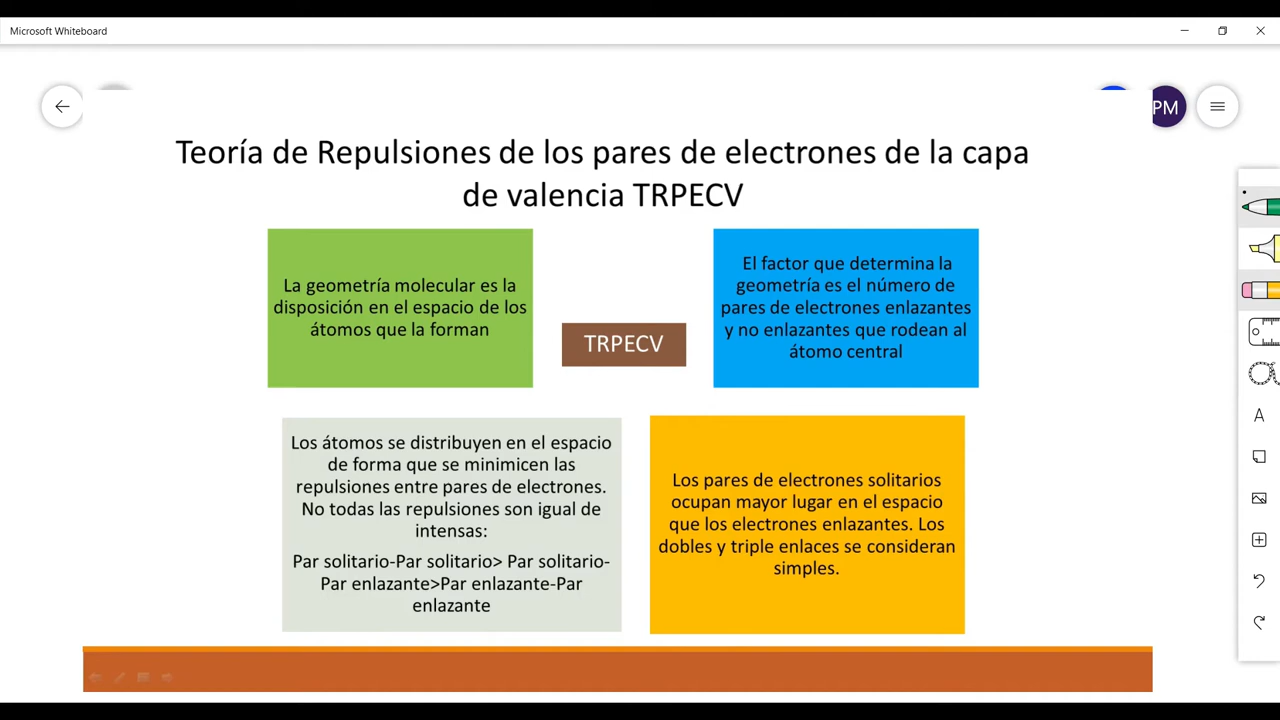 Microsoft Whiteboard
PM
Teoría de Repulsiones de los pares de electrones de la capa
de valencia TRPECV
La geometría molecular es la
disposición en el espacio de los
átomos que la forman
TRPECV
El factor que determina la
geometría es el número de
pares de electrones enlazantes
y no enlazantes que rodean al
átomo central
Los átomos se distribuyen en el espacio
de forma que se minimicen las
repulsiones entre pares de electrones.
No todas las repulsiones son igual de
intensas:
Par solitario-Par solitario> Par solitario-
Par enlazante>Par enlazante-Par
enlazante
Los pares de electrones solitarios
ocupan mayor lugar en el espacio
que los electrones enlazantes. Los
dobles y triple enlaces se consideran
simples.
A